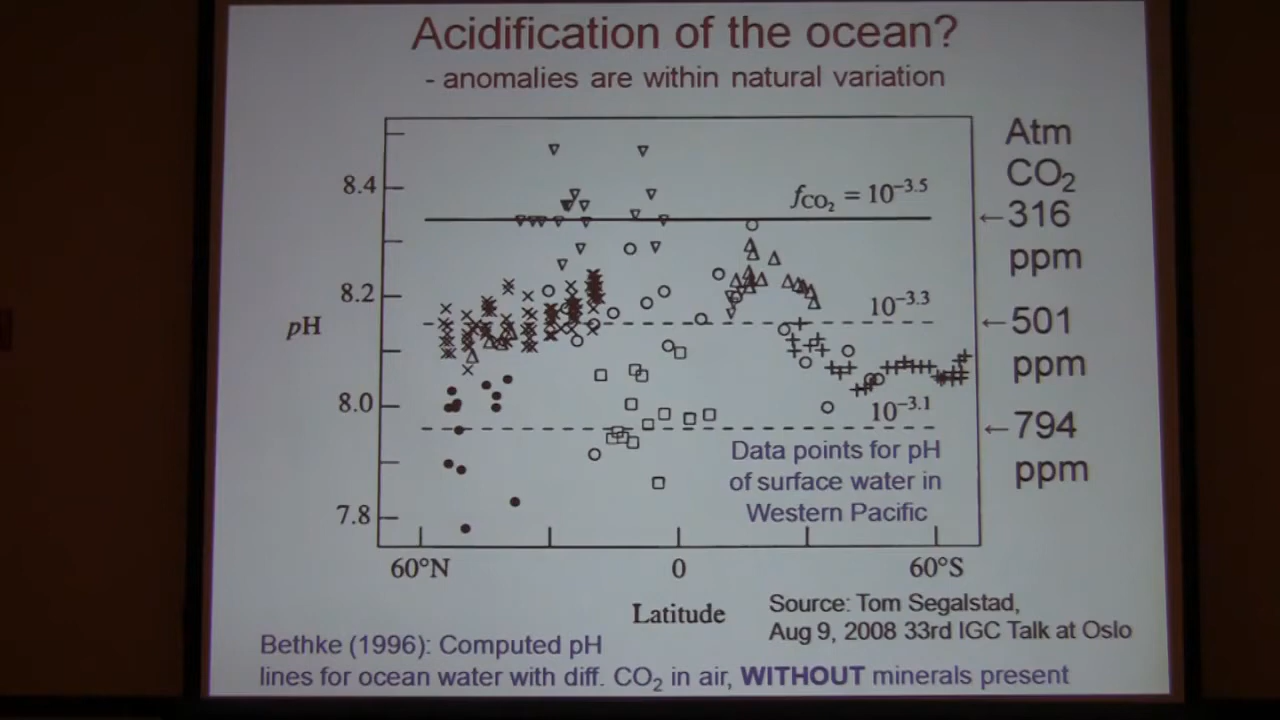 Acidification of the ocean?
- anomalies are within natural variation
Atm
CO₂
8.4
fCO₂ = 10⁻³·⁵
←316
ppm
8.2
10⁻³·³
←501
ppm
pH
8.0
10⁻³·¹
←794
ppm
Data points for pH
of surface water in
Western Pacific
7.8
60°N
0
60°S
Latitude
Source: Tom Segalstad,
Aug 9, 2008 33rd IGC Talk at Oslo
Bethke (1996): Computed pH
lines for ocean water with diff. CO₂ in air, WITHOUT minerals present